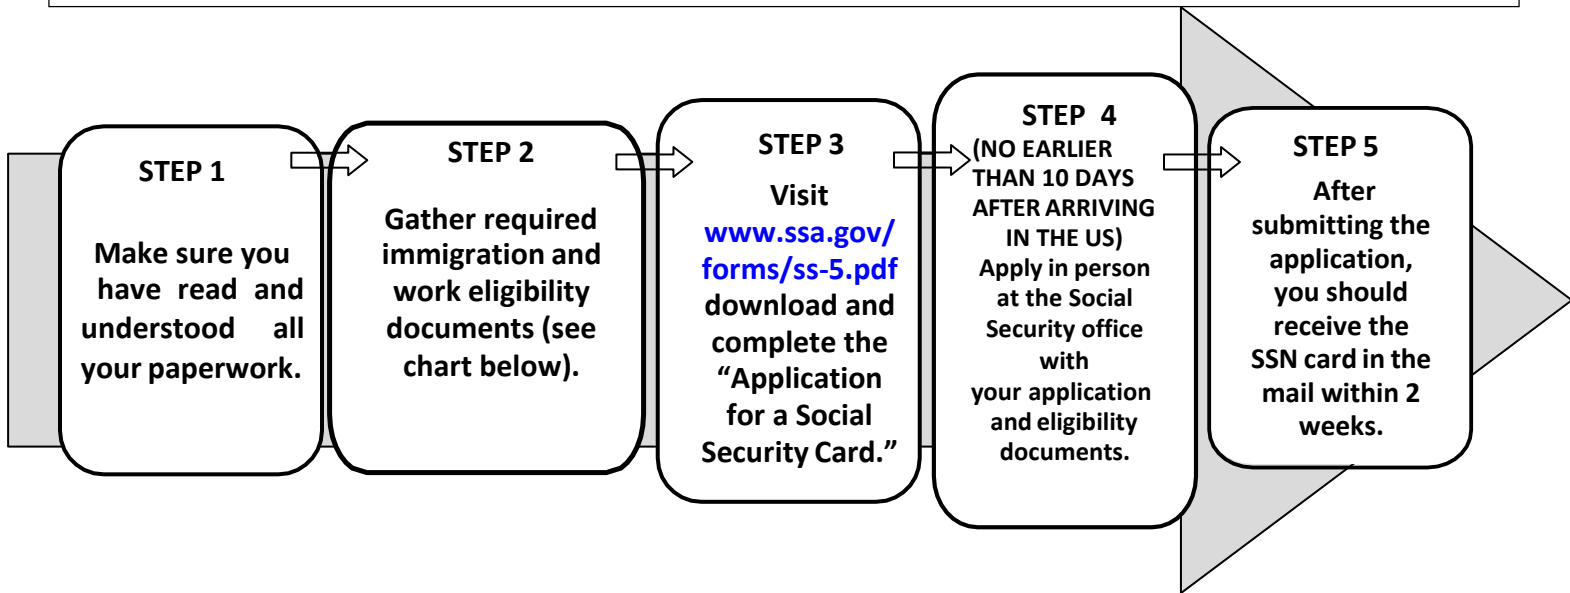 STEP 1
Make sure you
have read and
understood all
your paperwork.
STEP 2
Gather required
immigration and
work eligibility
documents (see
chart below).
STEP 3
Visit
www.ssa.gov/
forms/ss-5.pdf
download and
complete the
“Application
for a Social
Security Card.”
STEP 4
(NO EARLIER
THAN 10 DAYS
AFTER ARRIVING
IN THE US)
Apply in person
at the Social
Security office
with
your application
and eligibility
documents.
STEP 5
After
submitting the
application,
you should
receive the
SSN card in the
mail within 2
weeks.